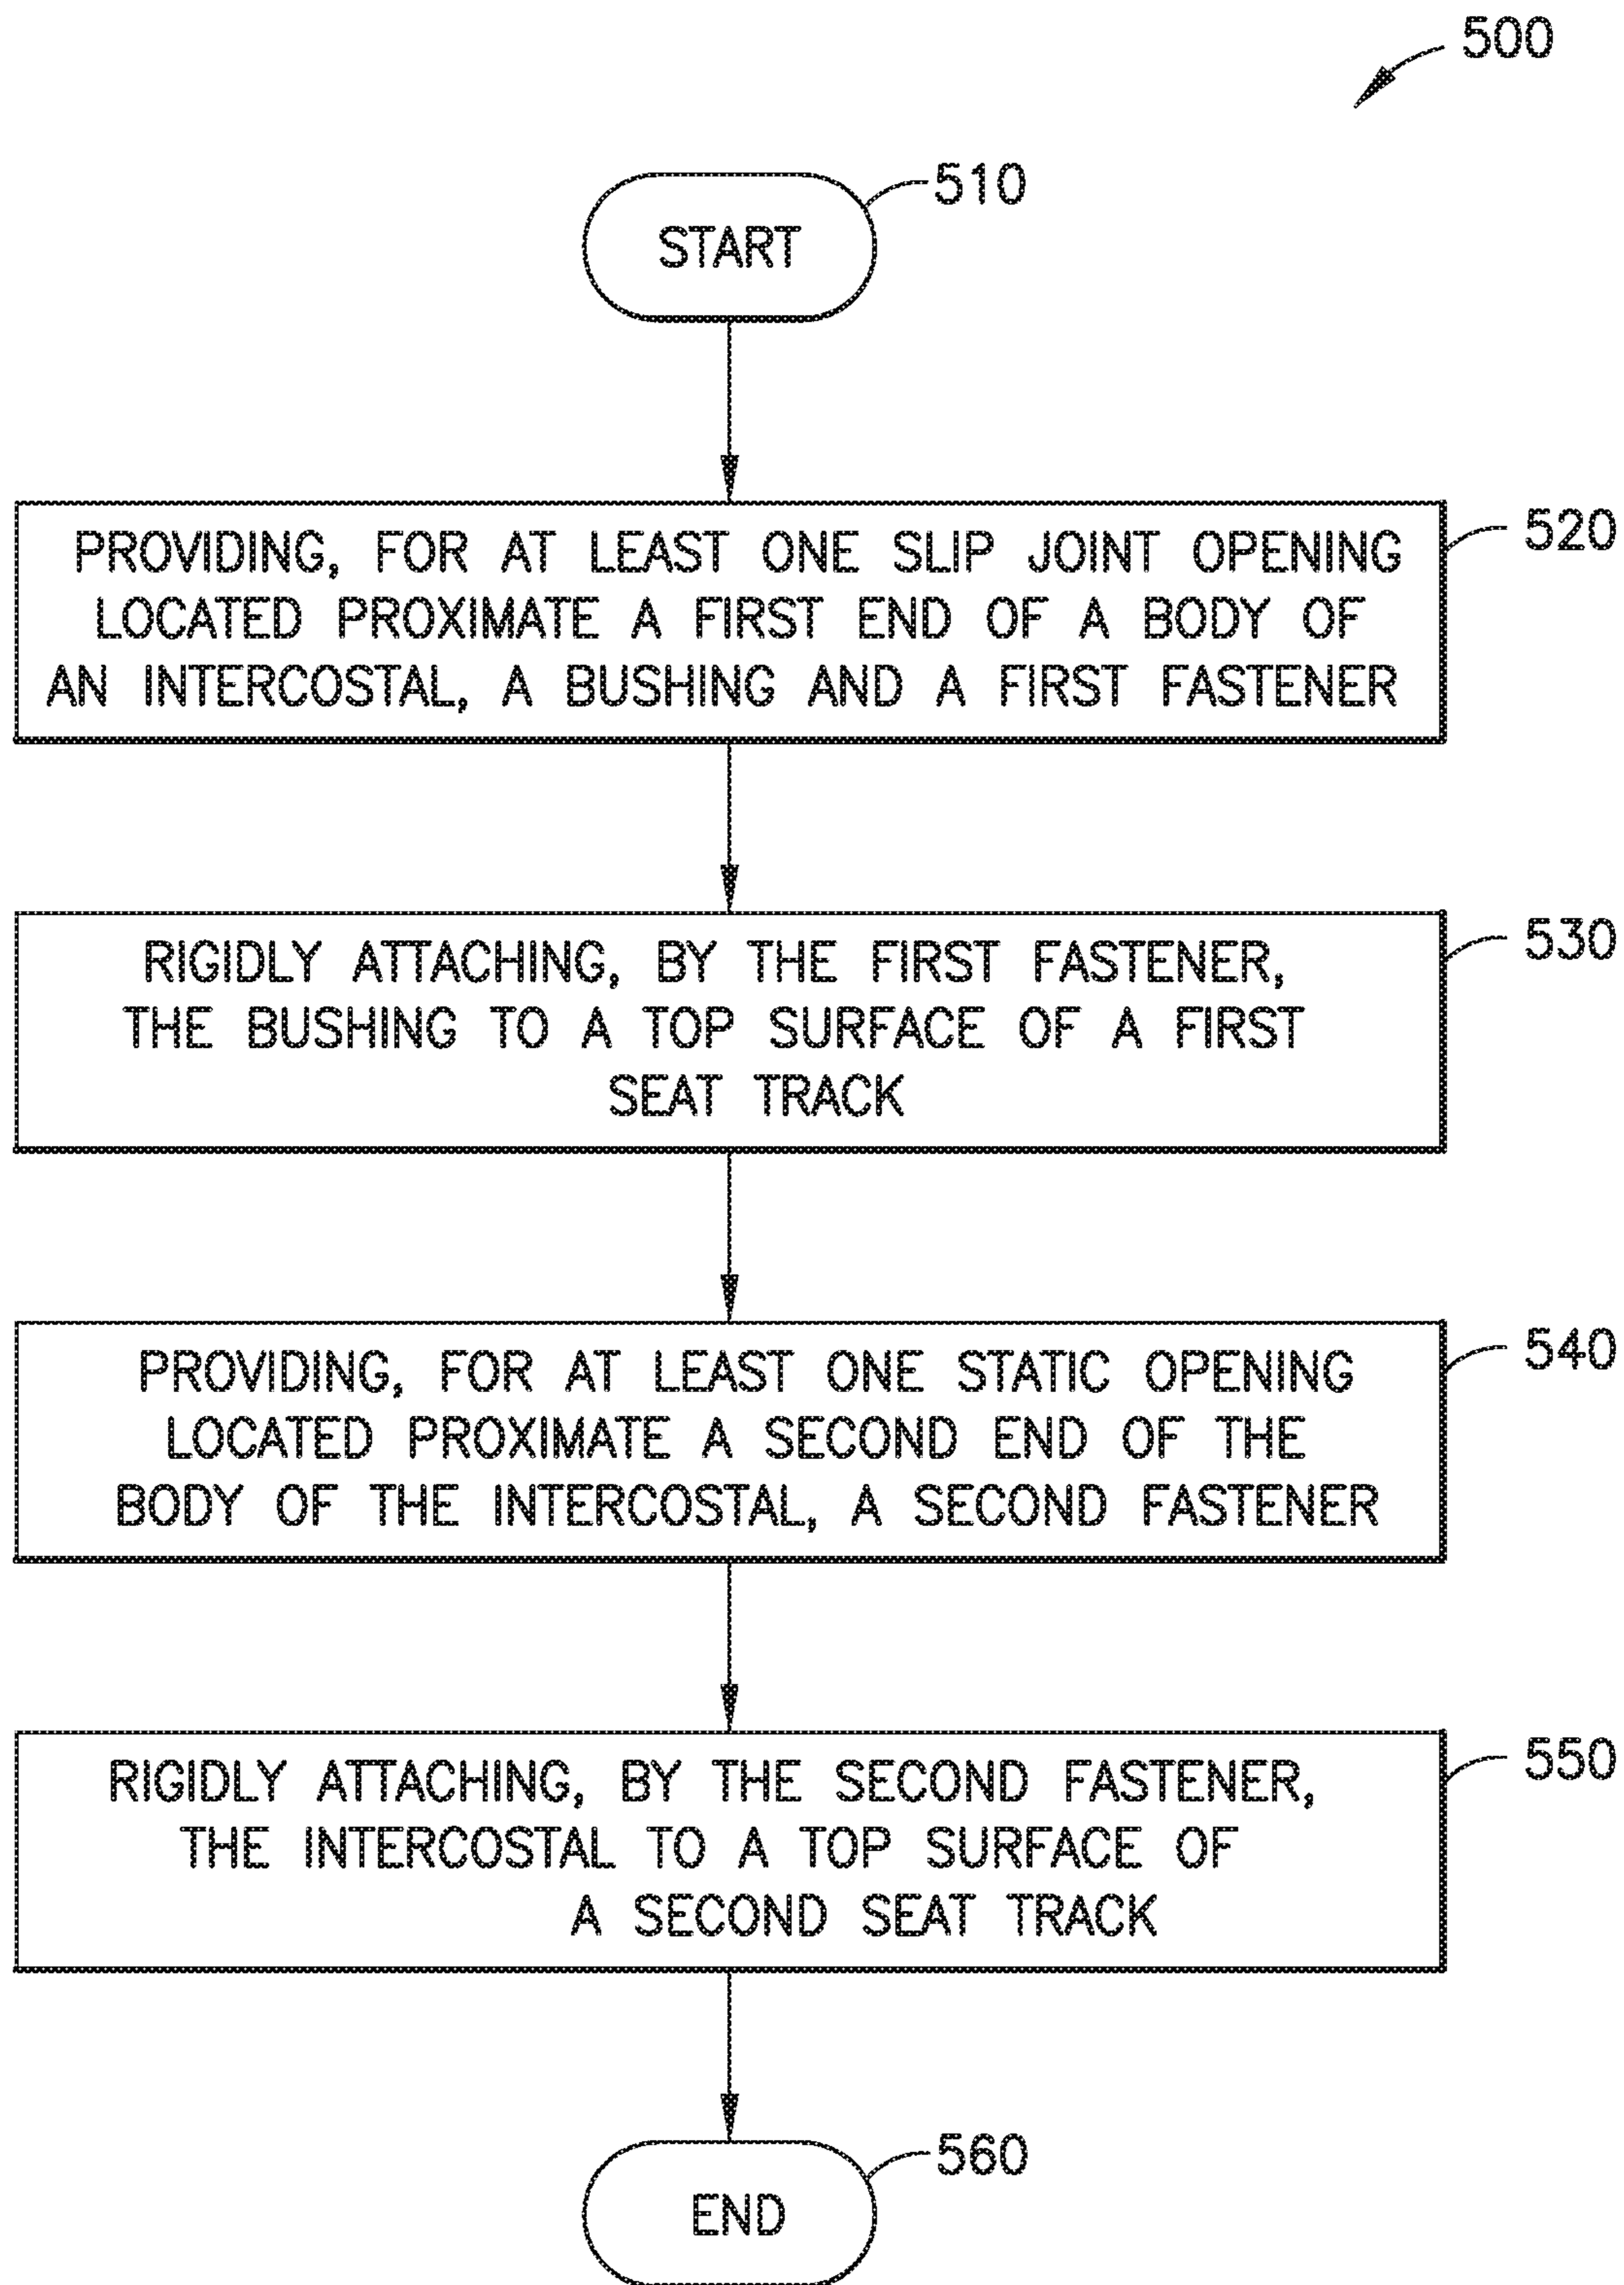 500
510
START
520
PROVIDING, FOR AT LEAST ONE SLIP JOINT OPENING
LOCATED PROXIMATE A FIRST END OF A BODY OF
AN INTERCOSTAL, A BUSHING AND A FIRST FASTENER
530
RIGIDLY ATTACHING, BY THE FIRST FASTENER,
THE BUSHING TO A TOP SURFACE OF A FIRST
SEAT TRACK
540
PROVIDING, FOR AT LEAST ONE STATIC OPENING
LOCATED PROXIMATE A SECOND END OF THE
BODY OF THE INTERCOSTAL, A SECOND FASTENER
550
RIGIDLY ATTACHING, BY THE SECOND FASTENER,
THE INTERCOSTAL TO A TOP SURFACE OF
A SECOND SEAT TRACK
560
END